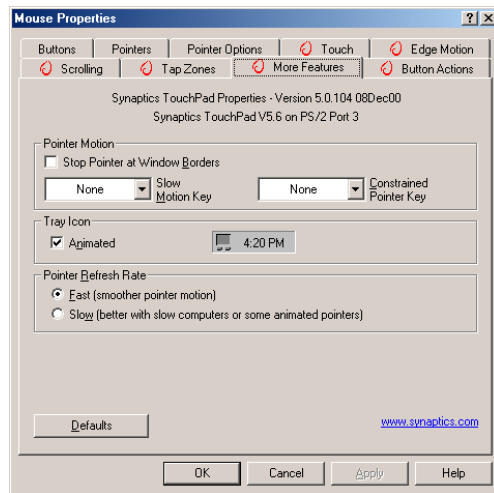 Mouse Properties
Buttons Pointers Pointer Options Touch Edge Motion
Scrolling Tap Zones More Features Button Actions
Synaptics TouchPad Properties - Version 5.0.104 08Dec00
Synaptics TouchPad V5.6 on PS/2 Port 3
Pointer Motion
Stop Pointer at Window Borders
None Slow Motion Key None Constrained Pointer Key
Tray Icon
Animated 4:20 PM
Pointer Refresh Rate
Fast (smoother pointer motion)
Slow (better with slow computers or some animated pointers)
Defaults www.synaptics.com
OK Cancel Apply Help